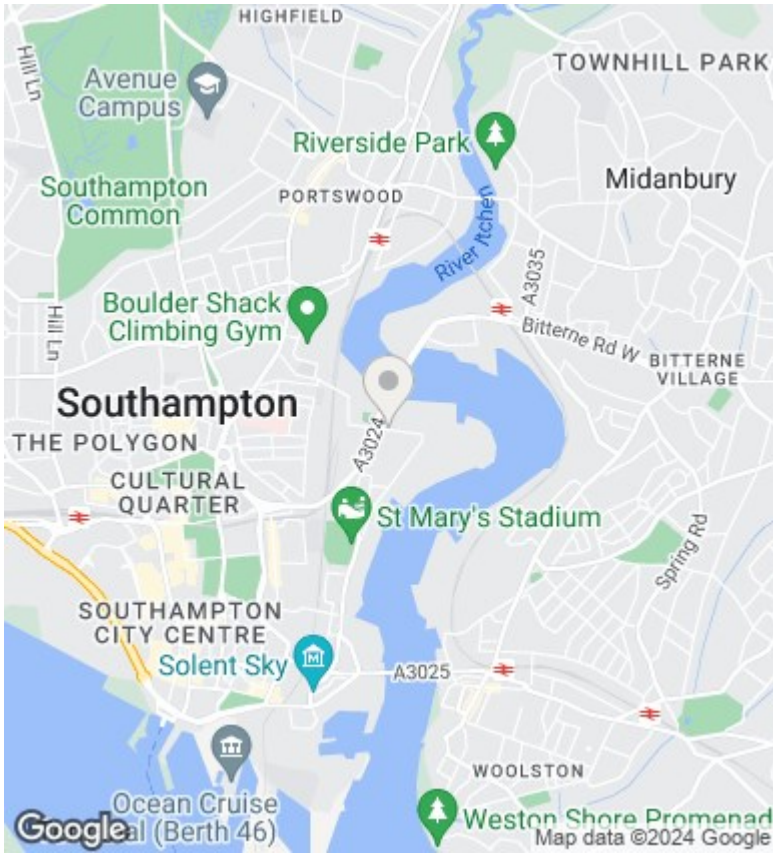 HIGHFIELD
Hill Ln
Avenue
Campus
TOWNHILL PARK
Riverside Park
Southampton
Common
PORTSWOOD
Midanbury
River Itchen
A3035
Hill Ln
Boulder Shack
Climbing Gym
Bitterne Rd W
BITTERNE
VILLAGE
Southampton
A3024
THE POLYGON
CULTURAL
QUARTER
St Mary's Stadium
Spring Rd
SOUTHAMPTON
CITY CENTRE
Solent Sky
M
A3025
WOOLSTON
Ocean Cruise
al (Berth 46)
Weston Shore Promenad
Google
Map data ©2024 Google